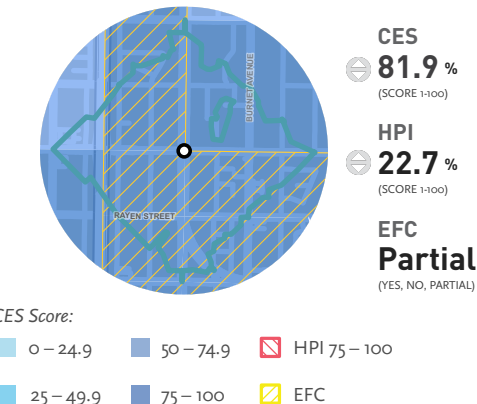 BURNET AVENUE
RAYEN STREET
CES
81.9 %
(SCORE 1-100)
HPI
22.7 %
(SCORE 1-100)
EFC
Partial
(YES, NO, PARTIAL)
CES Score:
0 – 24.9
50 – 74.9
HPI 75 – 100
25 – 49.9
75 – 100
EFC